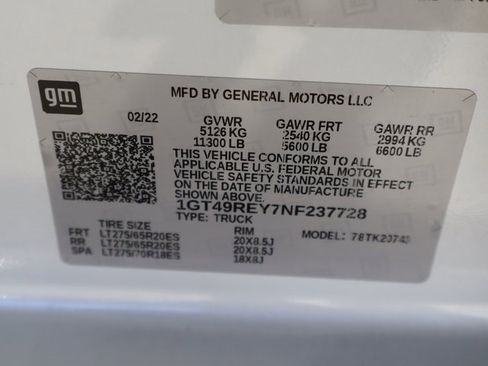 gm
MFD BY GENERAL MOTORS LLC
02/22 GVWR GAWR FRT GAWR RR
5126 KG 2540 KG 2994 KG
11300 LB 5600 LB 6600 LB
THIS VEHICLE CONFORMS TO ALL
APPLICABLE U.S. FEDERAL MOTOR
VEHICLE SAFETY STANDARDS IN
EFFECT ON THE DATE OF MANUFACTURE
SHOWN ABOVE.
1GT49REY7NF237728
TYPE: TRUCK
TIRE SIZE RIM MODEL: 78TK20743
FRT LT275/65R20ES 20X8.5J
RR LT275/65R20ES 20X8.5J
SPA LT275/70R18ES 18X8J